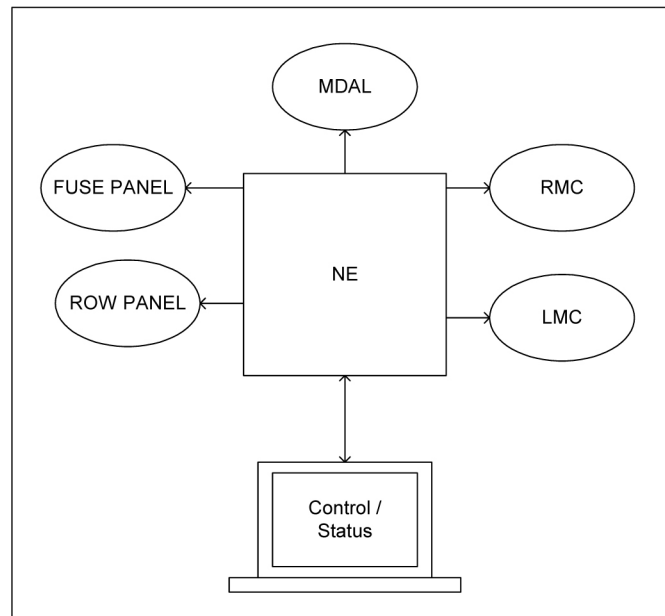 MDAL
FUSE PANEL
RMC
NE
ROW PANEL
LMC
Control /
Status